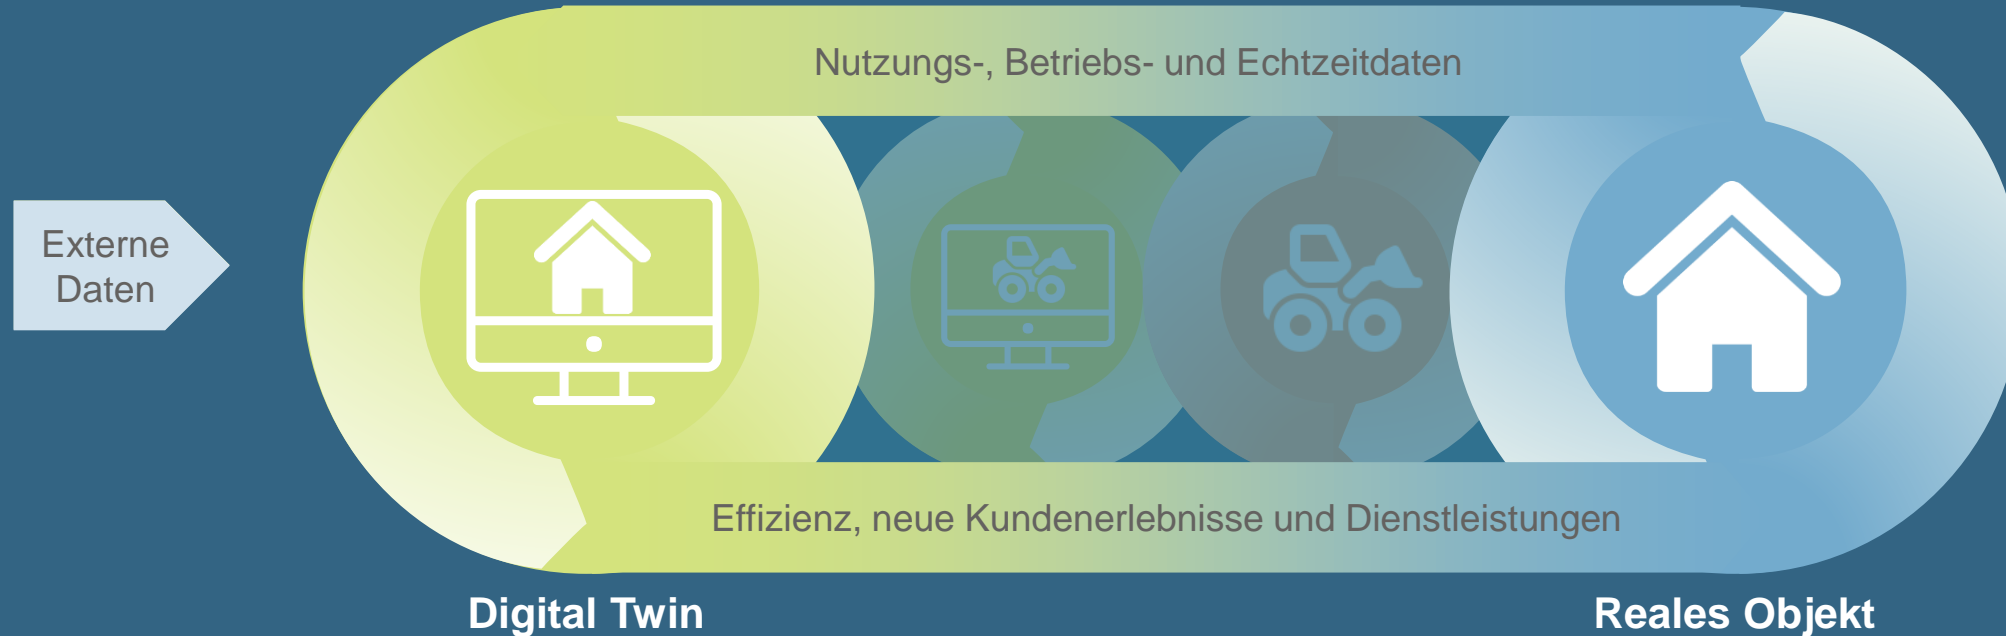 Nutzungs-, Betriebs- und Echtzeitdaten
Externe
Daten
Effizienz, neue Kundenerlebnisse und Dienstleistungen
Digital Twin
Reales Objekt